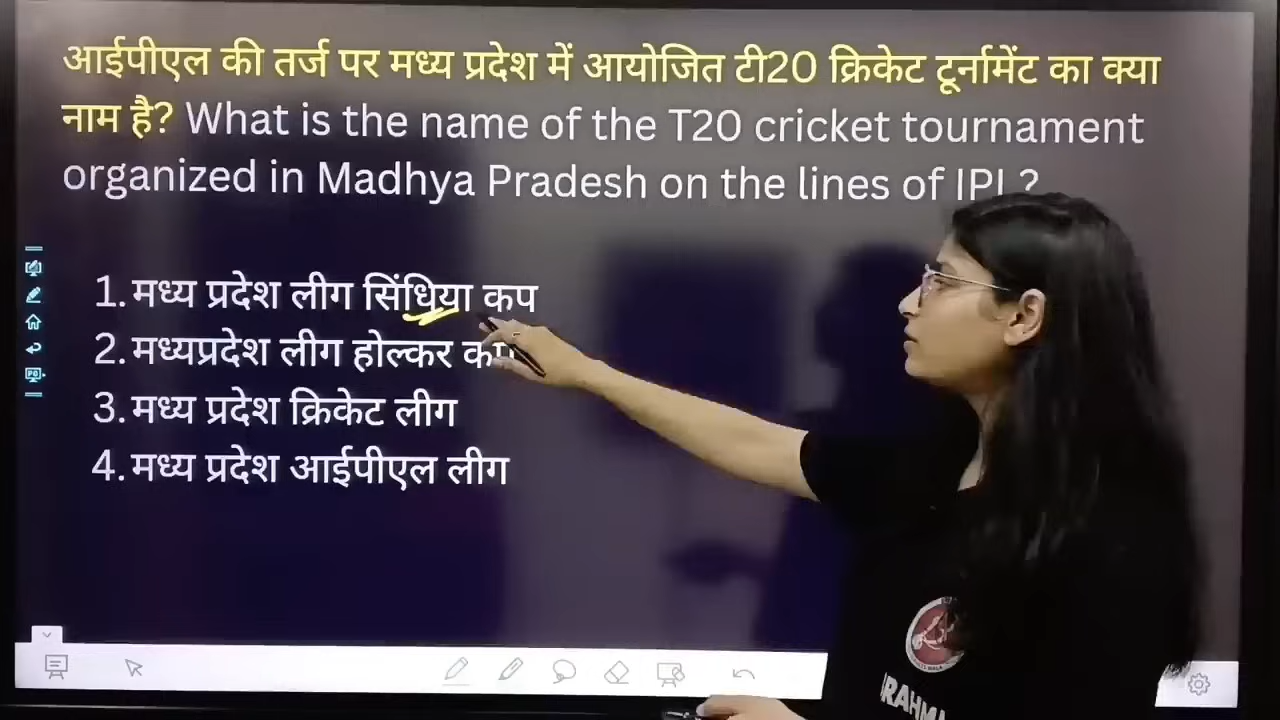 आईपीएल की तर्ज पर मध्य प्रदेश में आयोजित टी20 क्रिकेट टूर्नामेंट का क्या
नाम है? What is the name of the T20 cricket tournament
organized in Madhya Pradesh on the lines of IPL?
1. मध्य प्रदेश लीग सिंधिया कप
2. मध्यप्रदेश लीग होल्कर कप
3. मध्य प्रदेश क्रिकेट लीग
4. मध्य प्रदेश आईपीएल लीग